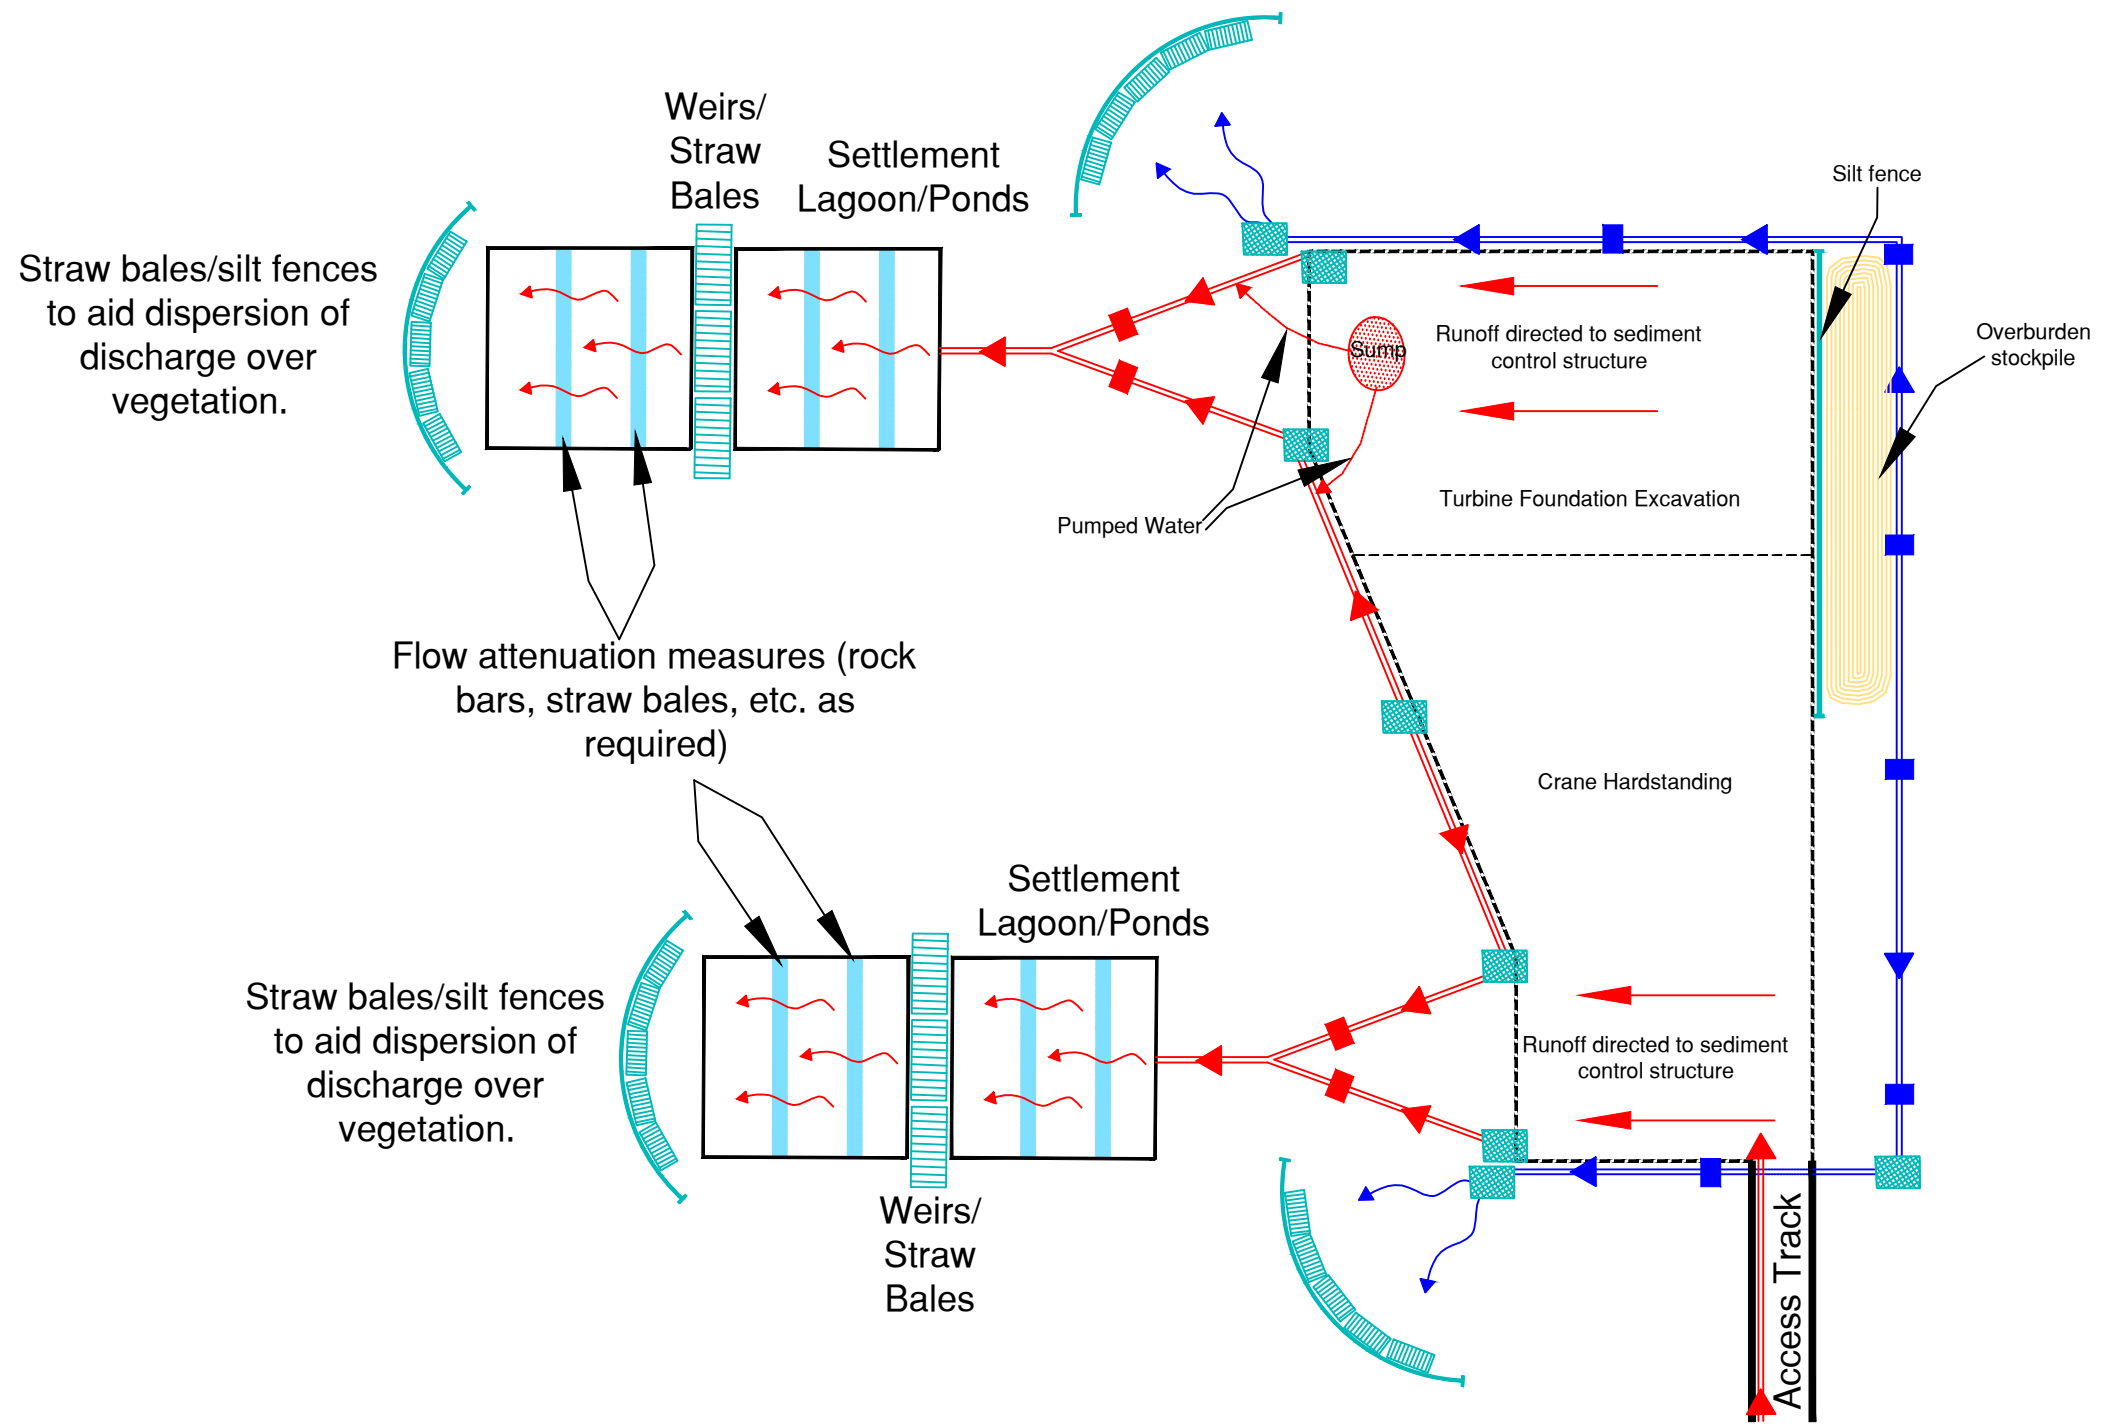 Weirs/
Straw
Bales
Settlement
Lagoon/Ponds
Silt fence
Straw bales/silt fences
to aid dispersion of
discharge over
vegetation.
Runoff directed to sediment
control structure
Sump
Overburden
stockpile
Turbine Foundation Excavation
Pumped Water
Flow attenuation measures (rock
bars, straw bales, etc. as
required)
Crane Hardstanding
Settlement
Lagoon/Ponds
Straw bales/silt fences
to aid dispersion of
discharge over
vegetation.
Runoff directed to sediment
control structure
Weirs/
Straw
Bales
Access Track